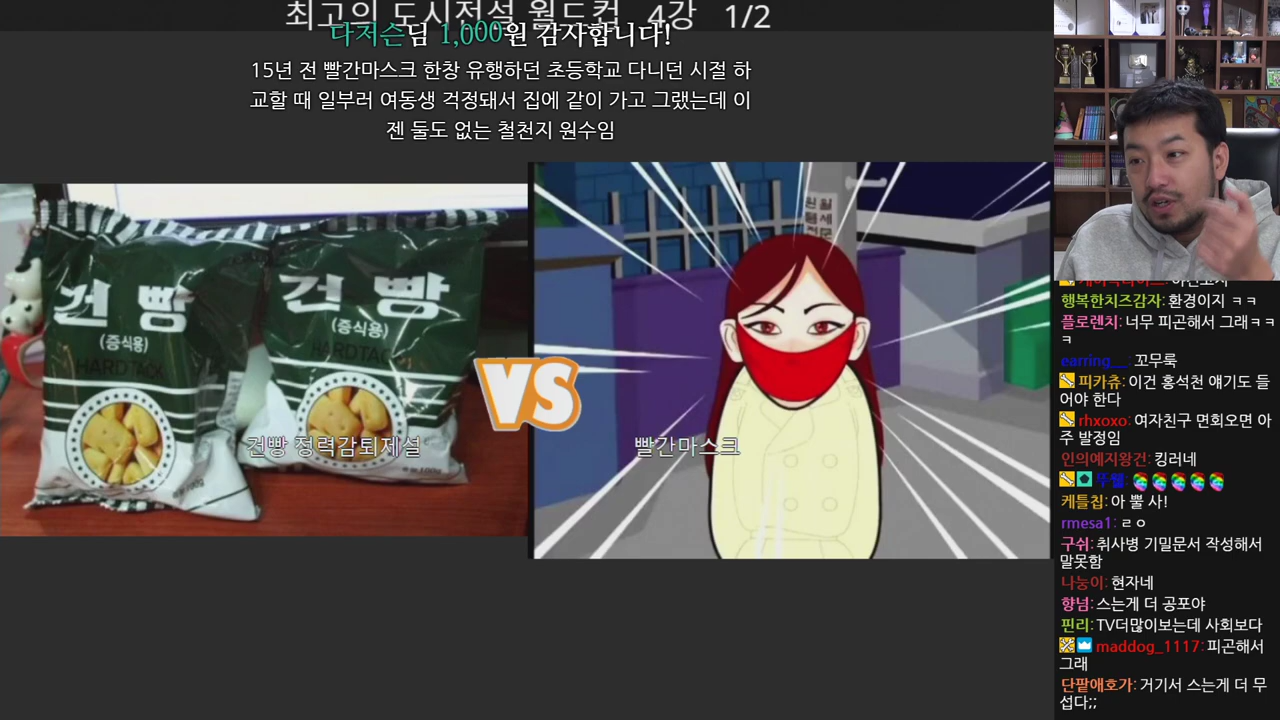 최고의 도시전설 월드컵 4강 1/2
다저슨님 1,000원 감사합니다!
15년 전 빨간마스크 한창 유행하던 초등학교 다니던 시절 하
교할 때 일부러 여동생 걱정돼서 집에 같이 가고 그랬는데 이
젠 둘도 없는 철천지 원수임
건빵
(증식용)
HARDTACK
건빵
(증식용)
HARDTACK
VS
건빵 정력감퇴제설
빨간마스크
행복한치즈감자: 환경이지 ㅋㅋ
플로렌치: 너무 피곤해서 그래ㅋㅋ
ㅋ
earring__: 꼬무룩
피카츄: 이건 홍석천 얘기도 들
어야 한다
rhxoxo: 여자친구 면회오면 아
주 발정임
인의예지왕건: 킹러네
뚜웰:
케틀칩: 아 뿔 사!
rmesa1: ㄹㅇ
구쉬: 취사병 기밀문서 작성해서
말못함
나눙이: 현자네
향넘: 스는게 더 공포야
핀리: TV더많이보는데 사회보다
maddog_1117: 피곤해서
그래
단팥애호가: 거기서 스는게 더 무
섭다;;